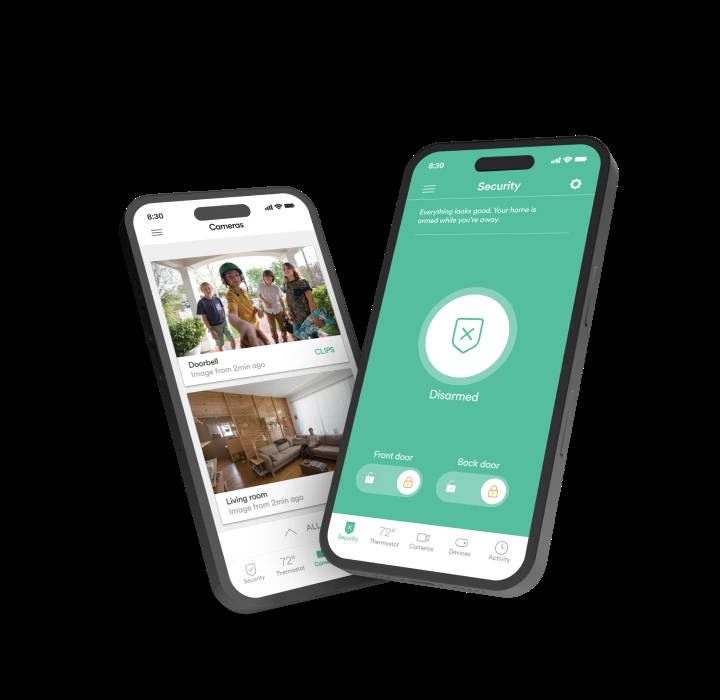 8:30
Cameras
Doorbell
CLIPS
Image from 2min ago
Living room
Image from 2min ago
ALL
Security
72°
Thermostat
8:30
Security
Everything looks good. Your home is
armed while you're away.
Disarmed
Front door
Back door
Security
72°
Thermostat
Cameras
Devices
Activity